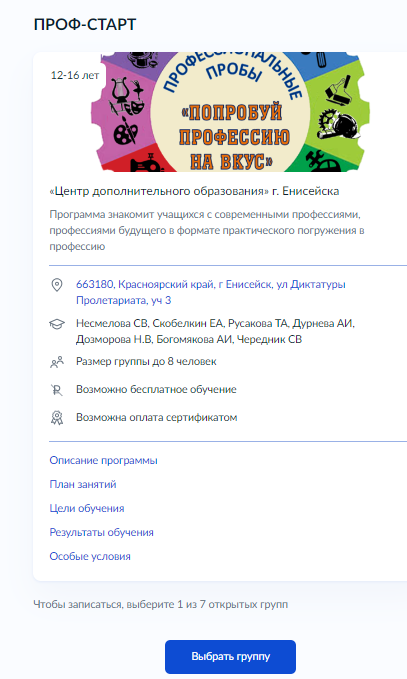 ПРОФ-СТАРТ
12-16 лет
ПРОФЕССИОНАЛЬНЫЕ
ПРОБЫ
«ПОПРОБУЙ
ПРОФЕССИЮ
НА ВКУС»
«Центр дополнительного образования» г. Енисейска
Программа знакомит учащихся с современными профессиями,
профессиями будущего в формате практического погружения в
профессию
663180, Красноярский край, г Енисейск, ул Диктатуры
Пролетариата, уч 3
Несмелова СВ, Скобелкин ЕА, Русакова ТА, Дурнева АИ,
Дозморова Н.В, Богомякова АИ, Чередник СВ
Размер группы до 8 человек
Возможно бесплатное обучение
Возможна оплата сертификатом
Описание программы
План занятий
Цели обучения
Результаты обучения
Особые условия
Чтобы записаться, выберите 1 из 7 открытых групп
Выбрать группу